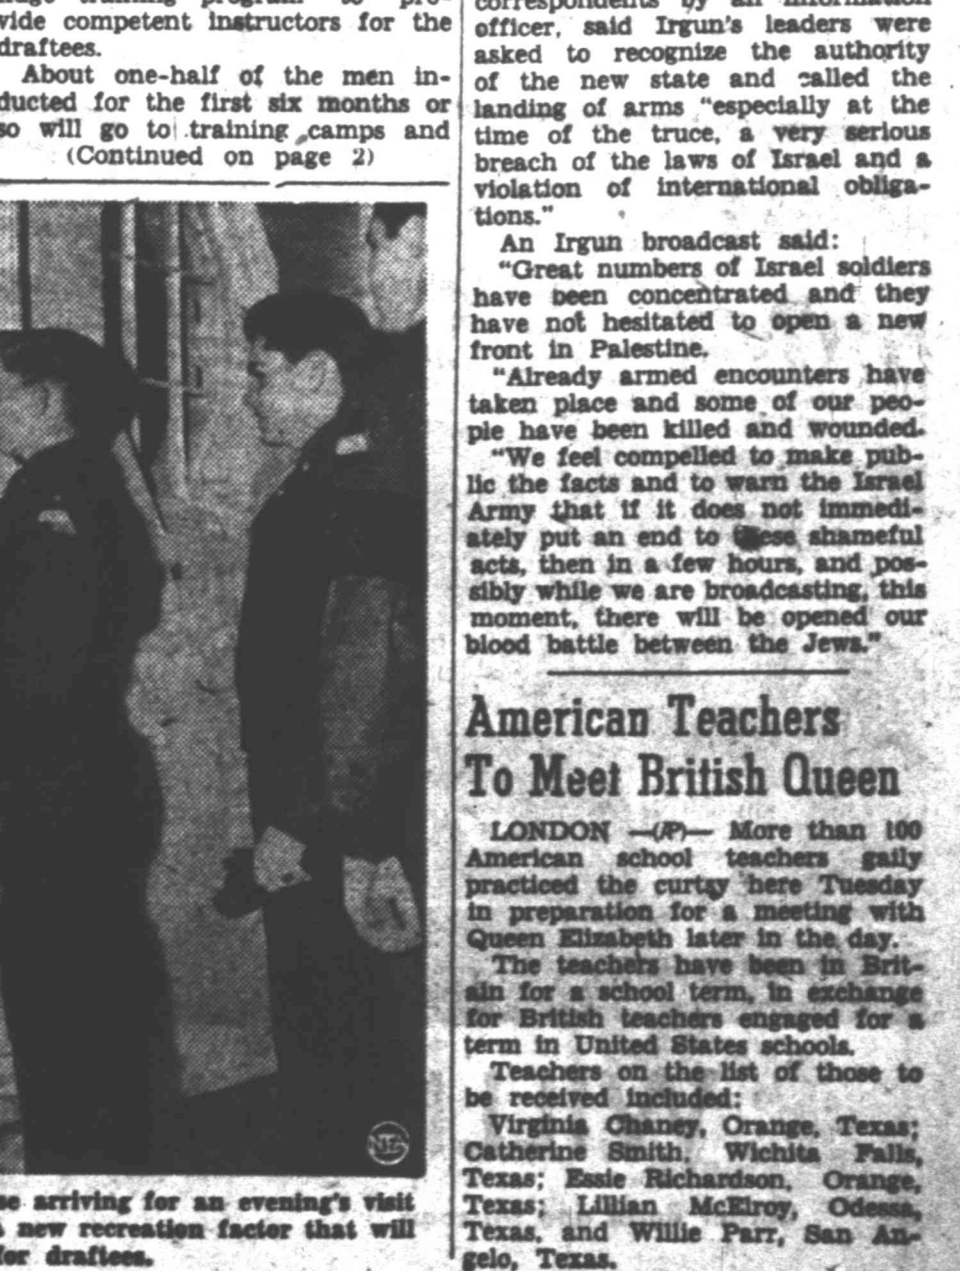 vide competent instructors for the
draftees.
About one-half of the men in-
ducted for the first six months or
so will go to training camps and
(Continued on page 2)
arriving for an evening's visit
new recreation factor that will
for draftees.
correspondents by an information
officer, said Irgun's leaders were
asked to recognize the authority
of the new state and called the
landing of arms "especially at the
time of the truce, a very serious
breach of the laws of Israel and a
violation of international obliga-
tions."
An Irgun broadcast said:
"Great numbers of Israel soldiers
have been concentrated and they
have not hesitated to open a new
front in Palestine.
"Already armed encounters have
taken place and some of our peo-
ple have been killed and wounded.
"We feel compelled to make pub-
lic the facts and to warn the Israel
Army that if it does not immedi-
ately put an end to these shameful
acts, then in a few hours, and pos-
sibly while we are broadcasting, this
moment, there will be opened our
blood battle between the Jews."
American Teachers
To Meet British Queen
LONDON —(AP)— More than 100
American school teachers gaily
practiced the curtsy here Tuesday
in preparation for a meeting with
Queen Elizabeth later in the day.
The teachers have been in Brit-
ain for a school term, in exchange
for British teachers engaged for a
term in United States schools.
Teachers on the list of those to
be received included:
Virginia Chaney, Orange, Texas;
Catherine Smith, Wichita Falls,
Texas; Essie Richardson, Orange,
Texas; Lillian McElroy, Odessa,
Texas, and Willie Parr, San An-
gelo, Texas.